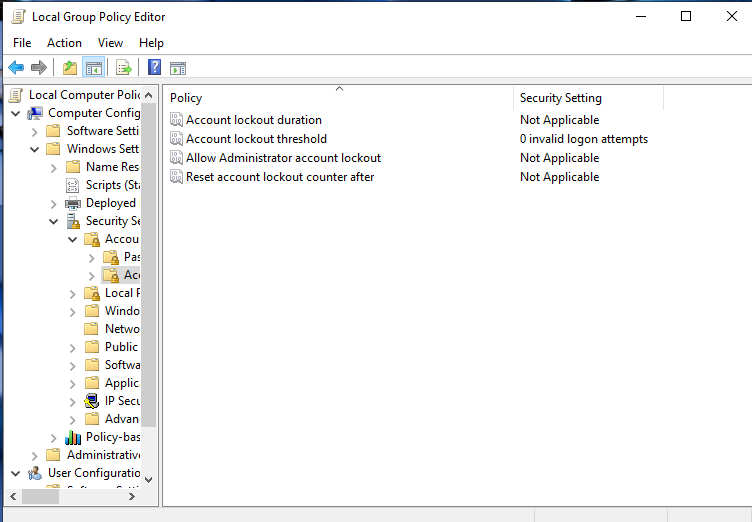 Local Group Policy Editor
File Action View Help
Local Computer Polic
Computer Config
Software Setti
Windows Sett
Name Res
Scripts (Sta
Deployed
Security Se
Accou
Pas
Acc
Local P
Windo
Netwo
Public
Softwa
Applic
IP Secu
Advan
Policy-bas
Administrative
User Configuratio
Policy Security Setting
Account lockout duration Not Applicable
Account lockout threshold 0 invalid logon attempts
Allow Administrator account lockout Not Applicable
Reset account lockout counter after Not Applicable